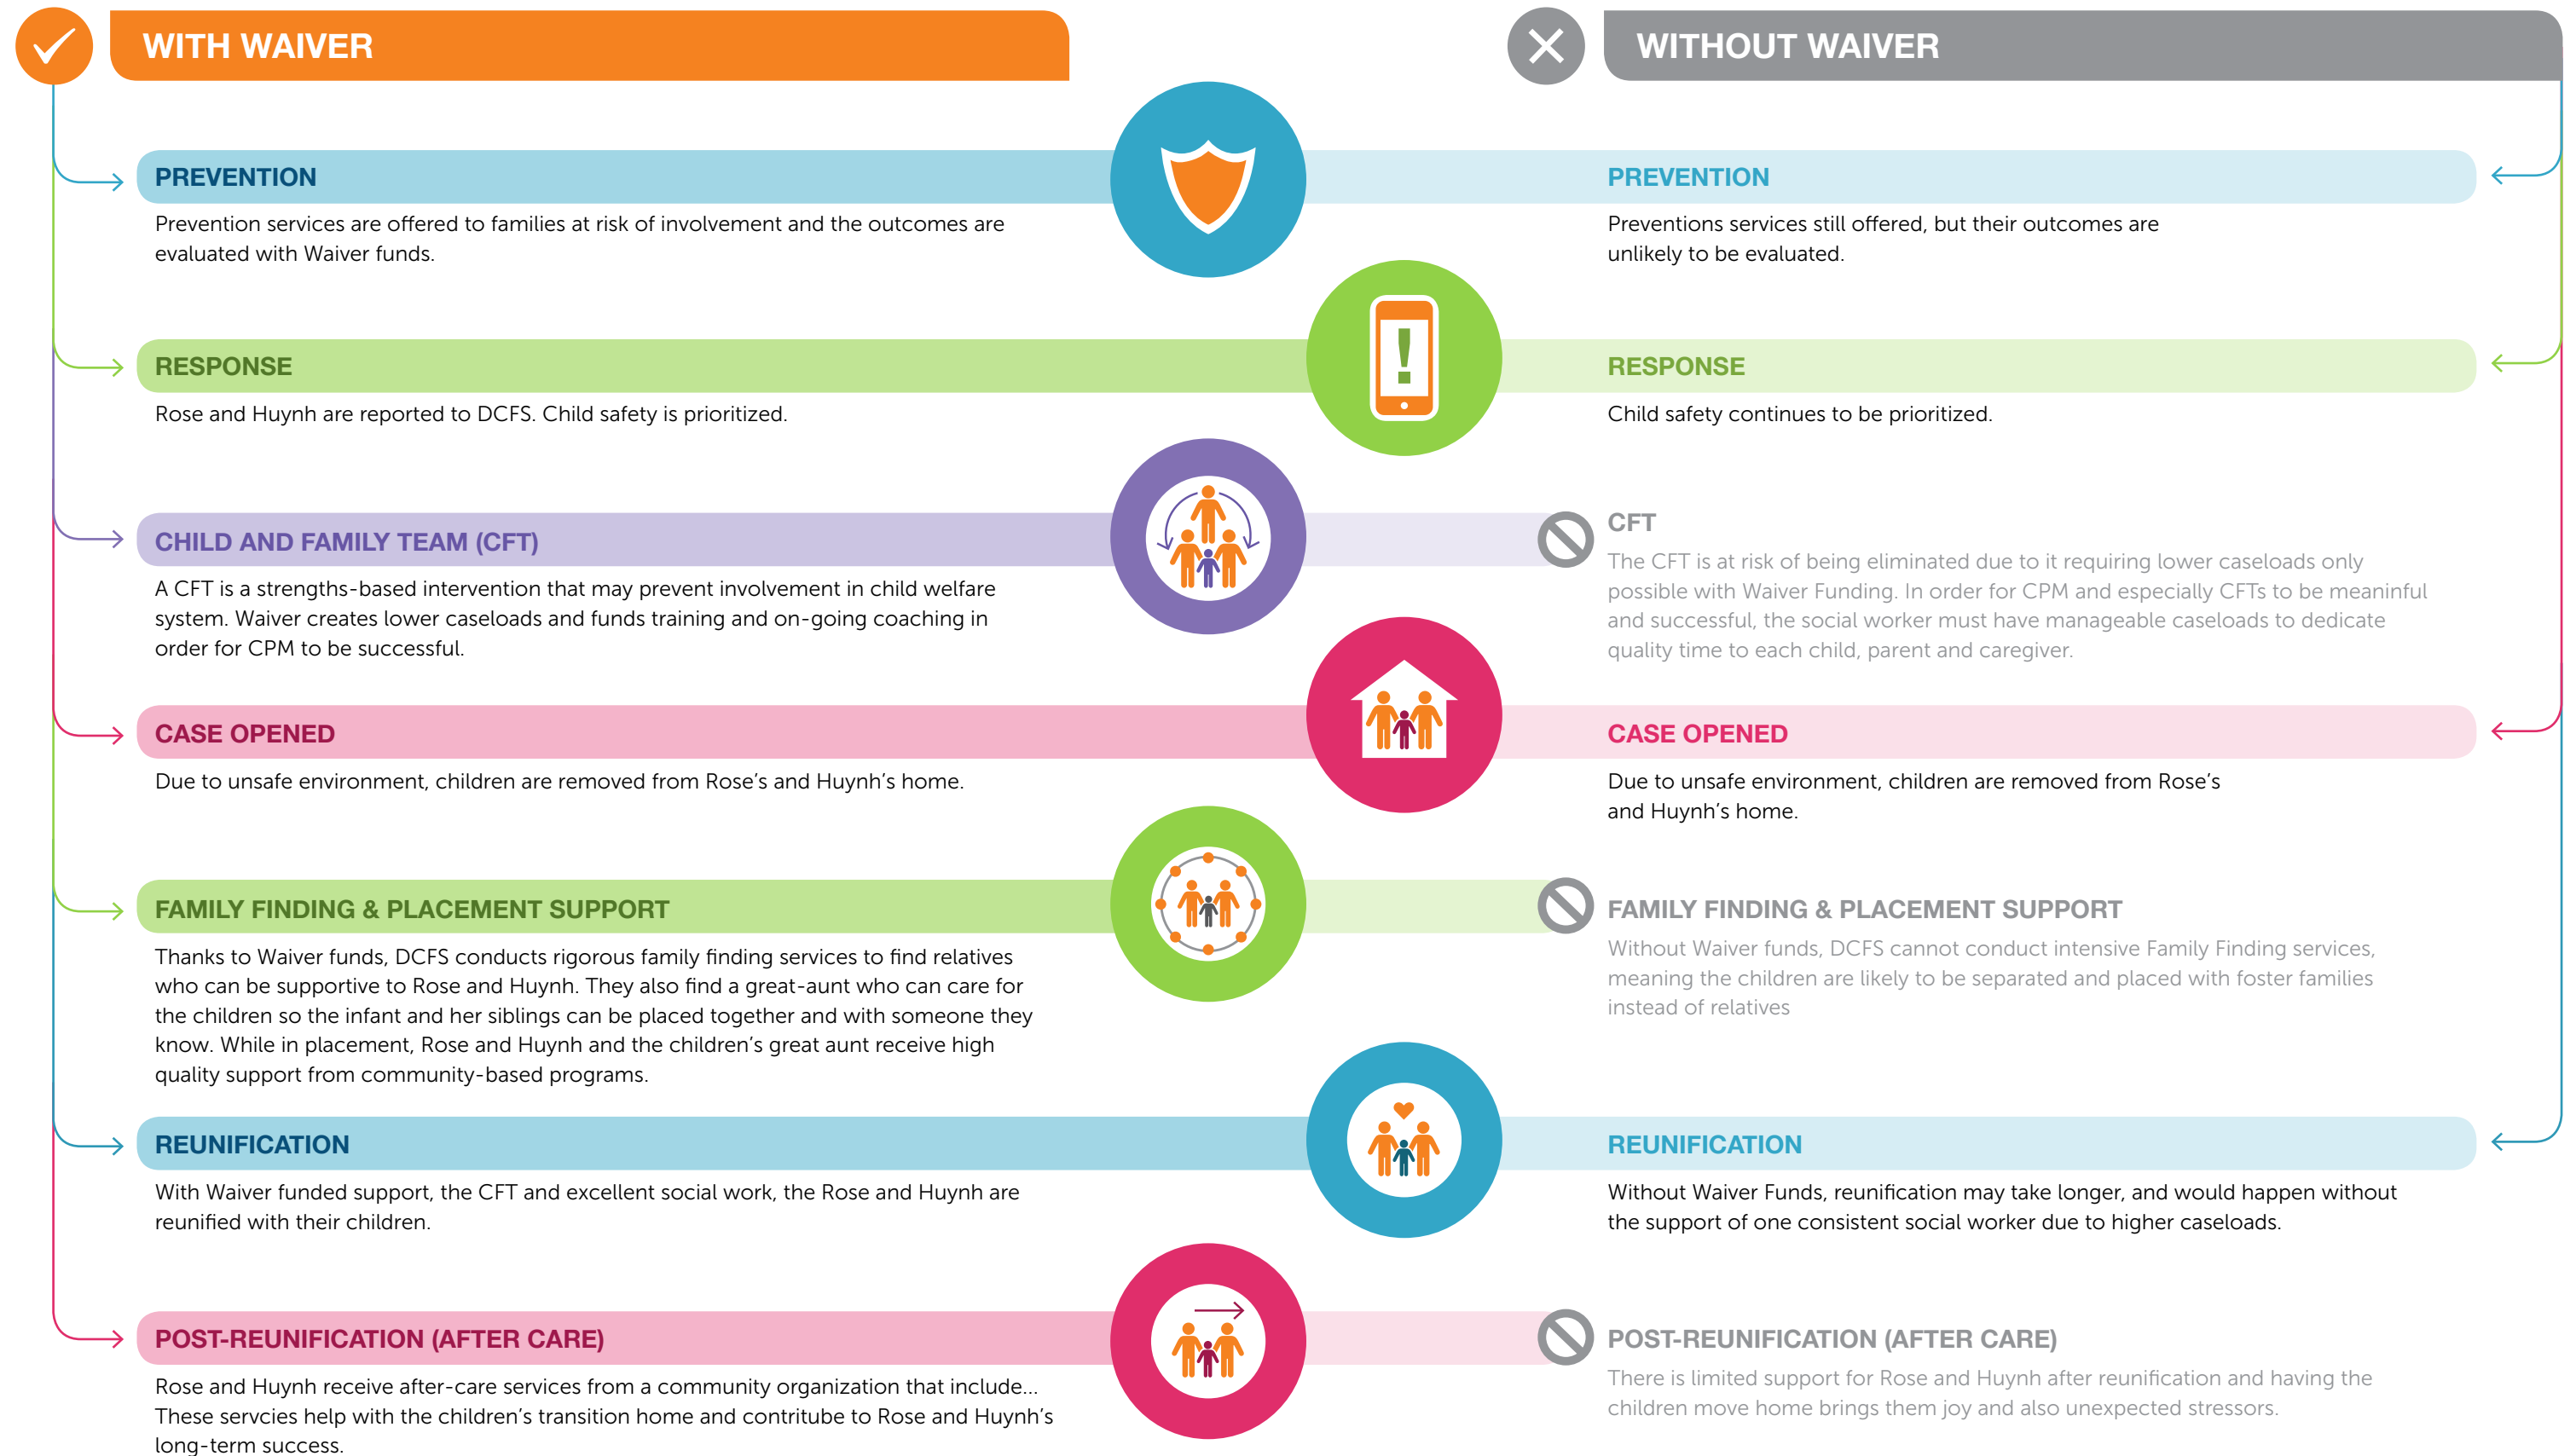 WITH WAIVER
WITHOUT WAIVER
PREVENTION
Prevention services are offered to families at risk of involvement and the outcomes are
evaluated with Waiver funds.
PREVENTION
Preventions services still offered, but their outcomes are
unlikely to be evaluated.
RESPONSE
Rose and Huynh are reported to DCFS. Child safety is prioritized.
!
RESPONSE
Child safety continues to be prioritized.
CHILD AND FAMILY TEAM (CFT)
A CFT is a strengths-based intervention that may prevent involvement in child welfare
system. Waiver creates lower caseloads and funds training and on-going coaching in
order for CPM to be successful.
CFT
The CFT is at risk of being eliminated due to it requiring lower caseloads only
possible with Waiver Funding. In order for CPM and especially CFTs to be meaninful
and successful, the social worker must have manageable caseloads to dedicate
quality time to each child, parent and caregiver.
CASE OPENED
Due to unsafe environment, children are removed from Rose's and Huynh's home.
CASE OPENED
Due to unsafe environment, children are removed from Rose's
and Huynh's home.
FAMILY FINDING & PLACEMENT SUPPORT
Thanks to Waiver funds, DCFS conducts rigorous family finding services to find relatives
who can be supportive to Rose and Huynh. They also find a great-aunt who can care for
the children so the infant and her siblings can be placed together and with someone they
know. While in placement, Rose and Huynh and the children's great aunt receive high
quality support from community-based programs.
FAMILY FINDING & PLACEMENT SUPPORT
Without Waiver funds, DCFS cannot conduct intensive Family Finding services,
meaning the children are likely to be separated and placed with foster families
instead of relatives
REUNIFICATION
With Waiver funded support, the CFT and excellent social work, the Rose and Huynh are
reunified with their children.
REUNIFICATION
Without Waiver Funds, reunification may take longer, and would happen without
the support of one consistent social worker due to higher caseloads.
POST-REUNIFICATION (AFTER CARE)
Rose and Huynh receive after-care services from a community organization that include...
These servcies help with the children's transition home and contritube to Rose and Huynh's
long-term success.
POST-REUNIFICATION (AFTER CARE)
There is limited support for Rose and Huynh after reunification and having the
children move home brings them joy and also unexpected stressors.